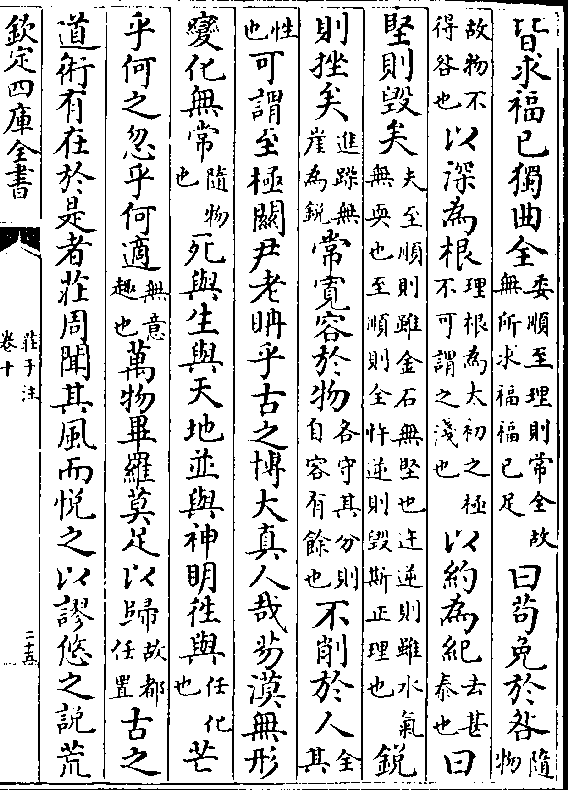 皆求福已獨曲全委順至理則常全故無所求福福已足曰茍免於咎隨物
故物不得咎也以深為根理根為太初之極不可謂之淺也以約為紀去甚泰也曰
堅則毀矣夫至順則雖金石無堅也迕逆則雖水氣無耎也至順則全忤逆則毀斯正理也銳
則挫矣進躁無崖為銳常寛容於物各守其分則自容有餘也不削於人全其
性也可謂至極關尹老聃乎古之博大真人哉芴漠無形
變化無常隨物也死與生與天地並與神明徃與任化也芒
乎何之忽乎何適無意趣也萬物畢羅莫足以歸故都任置古之
道術有在於是者莊周聞其風而悦之以謬悠之說荒
欽定四庫全書
莊子注
卷十
二十五